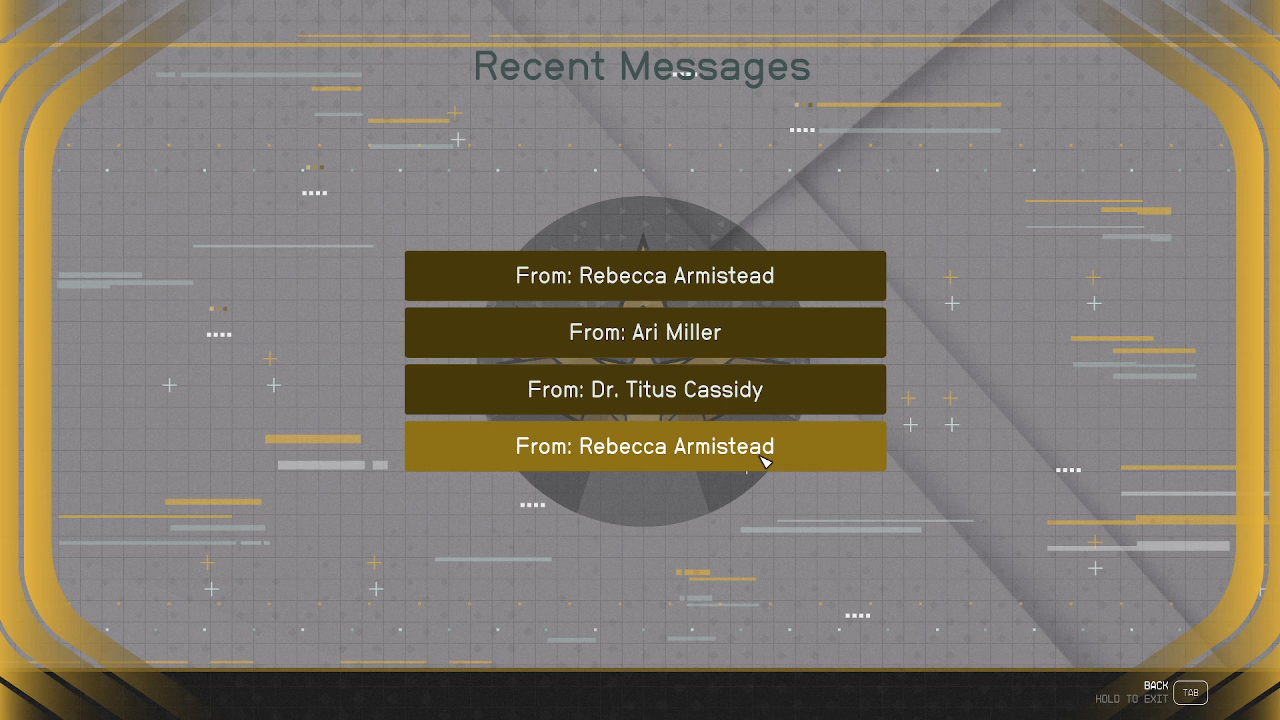 Recent Messages
From: Rebecca Armistead
From: Ari Miller
From: Dr. Titus Cassidy
From: Rebecca Armistead
BACK
HOLD TO EXIT
TAB